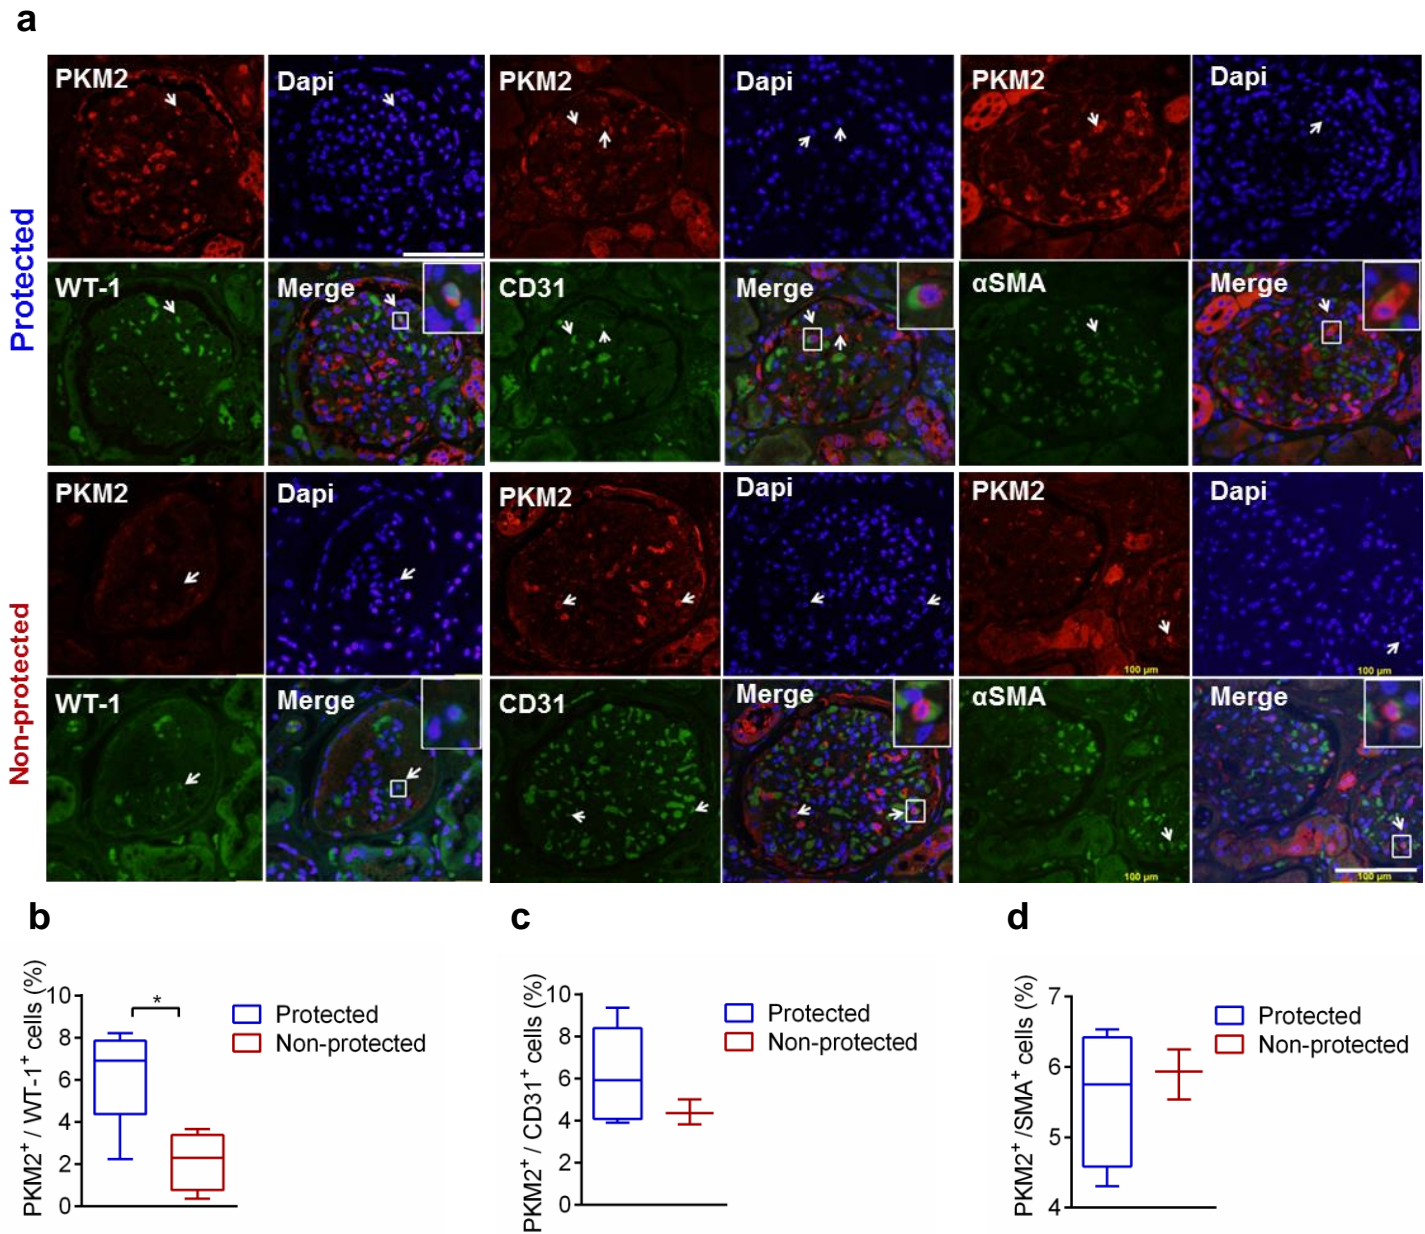 a
Protected
PKM2
Dapi
PKM2
Dapi
PKM2
Dapi
WT-1
Merge
CD31
Merge
αSMA
Merge
Non-protected
PKM2
Dapi
PKM2
Dapi
PKM2
Dapi
100 µm
100 µm
WT-1
Merge
CD31
Merge
αSMA
Merge
100 µm
100 µm
b
PKM2+ / WT-1+ cells (%)
10
8
6
4
2
0
*
Protected
Non-protected
c
PKM2+ / CD31+ cells (%)
10
8
6
4
2
0
Protected
Non-protected
d
PKM2+ /SMA+ cells (%)
7
6
5
4
Protected
Non-protected